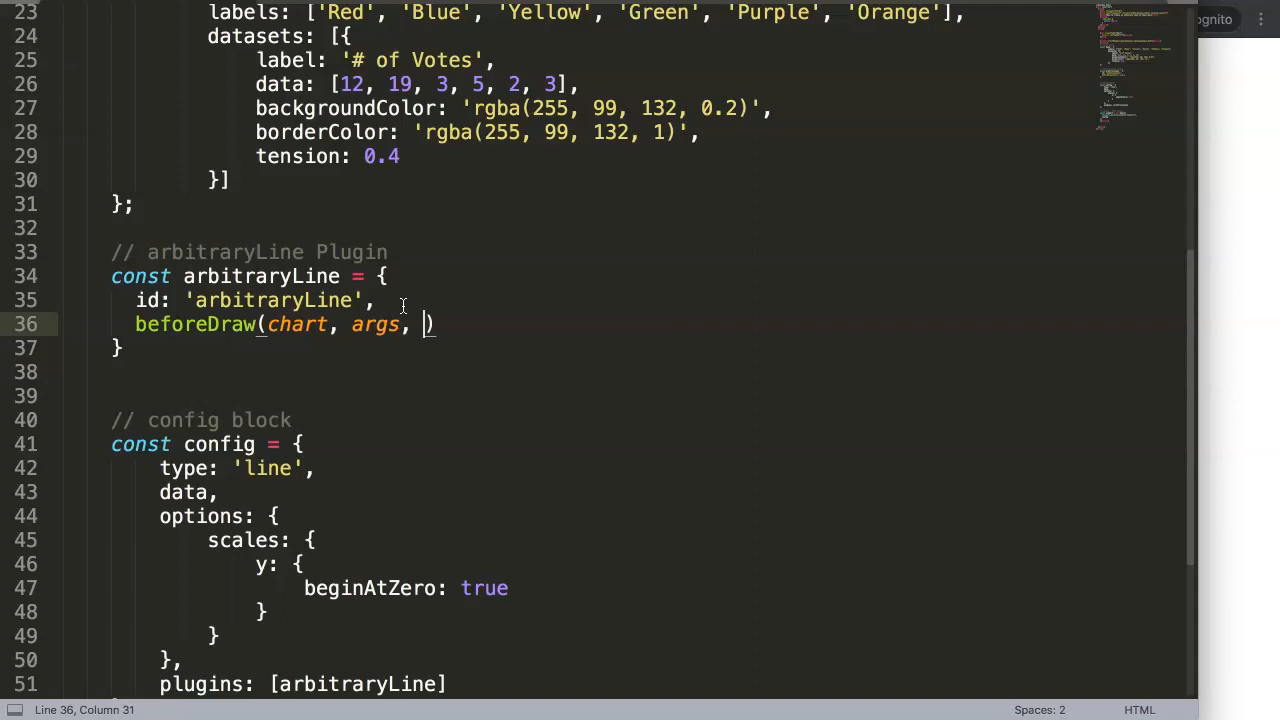 ognito
23 labels: ['Red', 'Blue', 'Yellow', 'Green', 'Purple', 'Orange'],
24 datasets: [{
25 label: '# of Votes',
26 data: [12, 19, 3, 5, 2, 3],
27 backgroundColor: 'rgba(255, 99, 132, 0.2)',
28 borderColor: 'rgba(255, 99, 132, 1)',
29 tension: 0.4
30 }]
31 };
32
33 // arbitraryLine Plugin
34 const arbitraryLine = {
35 id: 'arbitraryLine',
36 beforeDraw(chart, args, )
37 }
38
39
40 // config block
41 const config = {
42 type: 'line',
43 data,
44 options: {
45 scales: {
46 y: {
47 beginAtZero: true
48 }
49 }
50 },
51 plugins: [arbitraryLine]
Line 36, Column 31 Spaces: 2 HTML